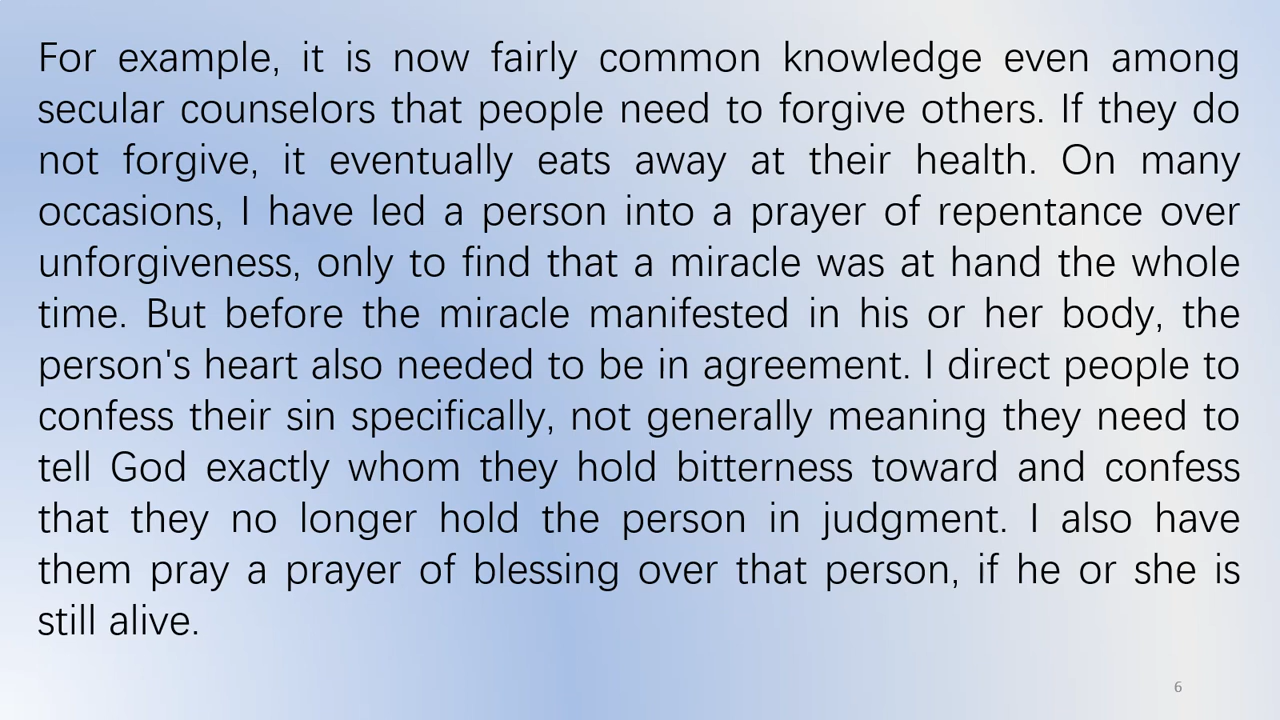 For example, it is now fairly common knowledge even among
secular counselors that people need to forgive others. If they do
not forgive, it eventually eats away at their health. On many
occasions, I have led a person into a prayer of repentance over
unforgiveness, only to find that a miracle was at hand the whole
time. But before the miracle manifested in his or her body, the
person's heart also needed to be in agreement. I direct people to
confess their sin specifically, not generally meaning they need to
tell God exactly whom they hold bitterness toward and confess
that they no longer hold the person in judgment. I also have
them pray a prayer of blessing over that person, if he or she is
still alive.
6